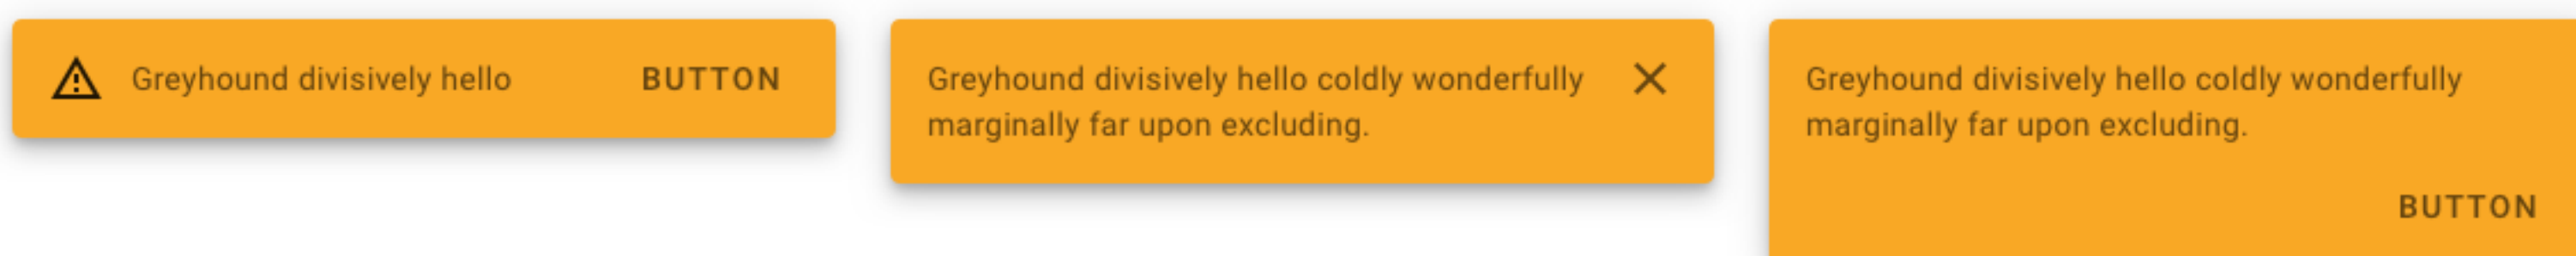 Greyhound divisively hello BUTTON
Greyhound divisively hello coldly wonderfully
marginally far upon excluding.
Greyhound divisively hello coldly wonderfully
marginally far upon excluding.
BUTTON